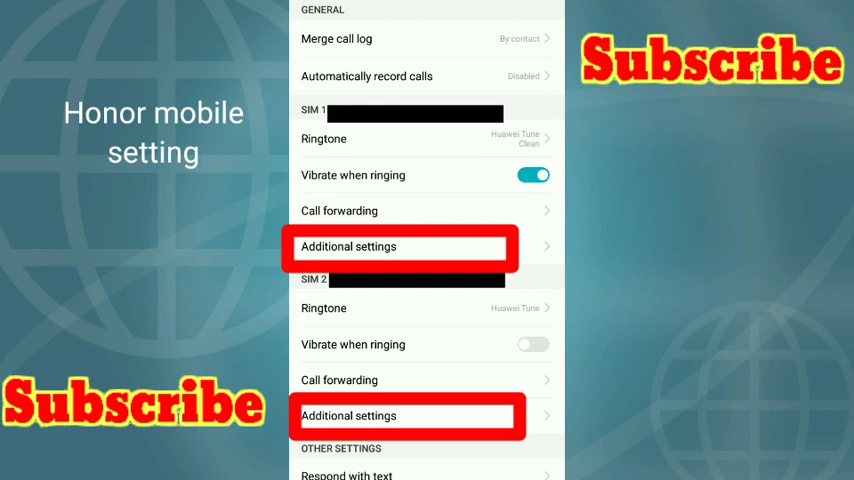 GENERAL
Merge call log By contact
Automatically record calls Disabled
SIM 1
Ringtone Huawei Tune Clean
Vibrate when ringing
Call forwarding
Additional settings
SIM 2
Ringtone Huawei Tune
Vibrate when ringing
Call forwarding
Additional settings
OTHER SETTINGS
Respond with text
Honor mobile
setting
Subscribe
Subscribe